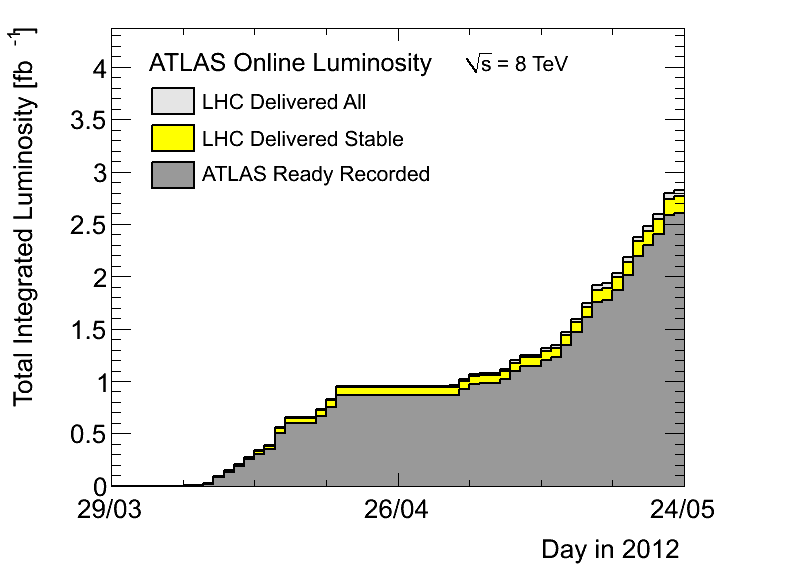 Total Integrated Luminosity [fb -1]
ATLAS Online Luminosity √s = 8 TeV
LHC Delivered All
LHC Delivered Stable
ATLAS Ready Recorded
4
3.5
3
2.5
2
1.5
1
0.5
0
29/03 26/04 24/05
Day in 2012